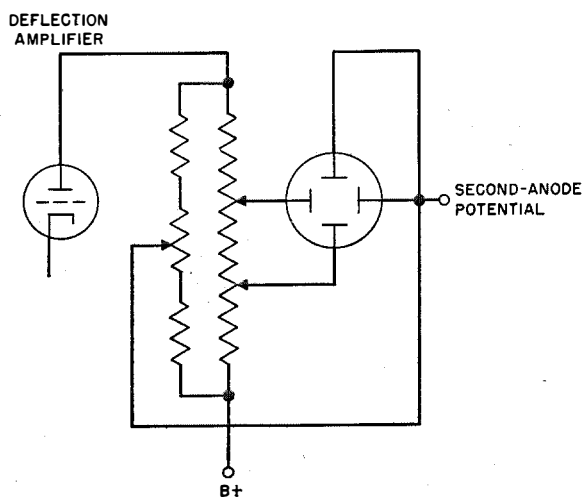 DEFLECTION
AMPLIFIER
SECOND-ANODE
POTENTIAL
B+